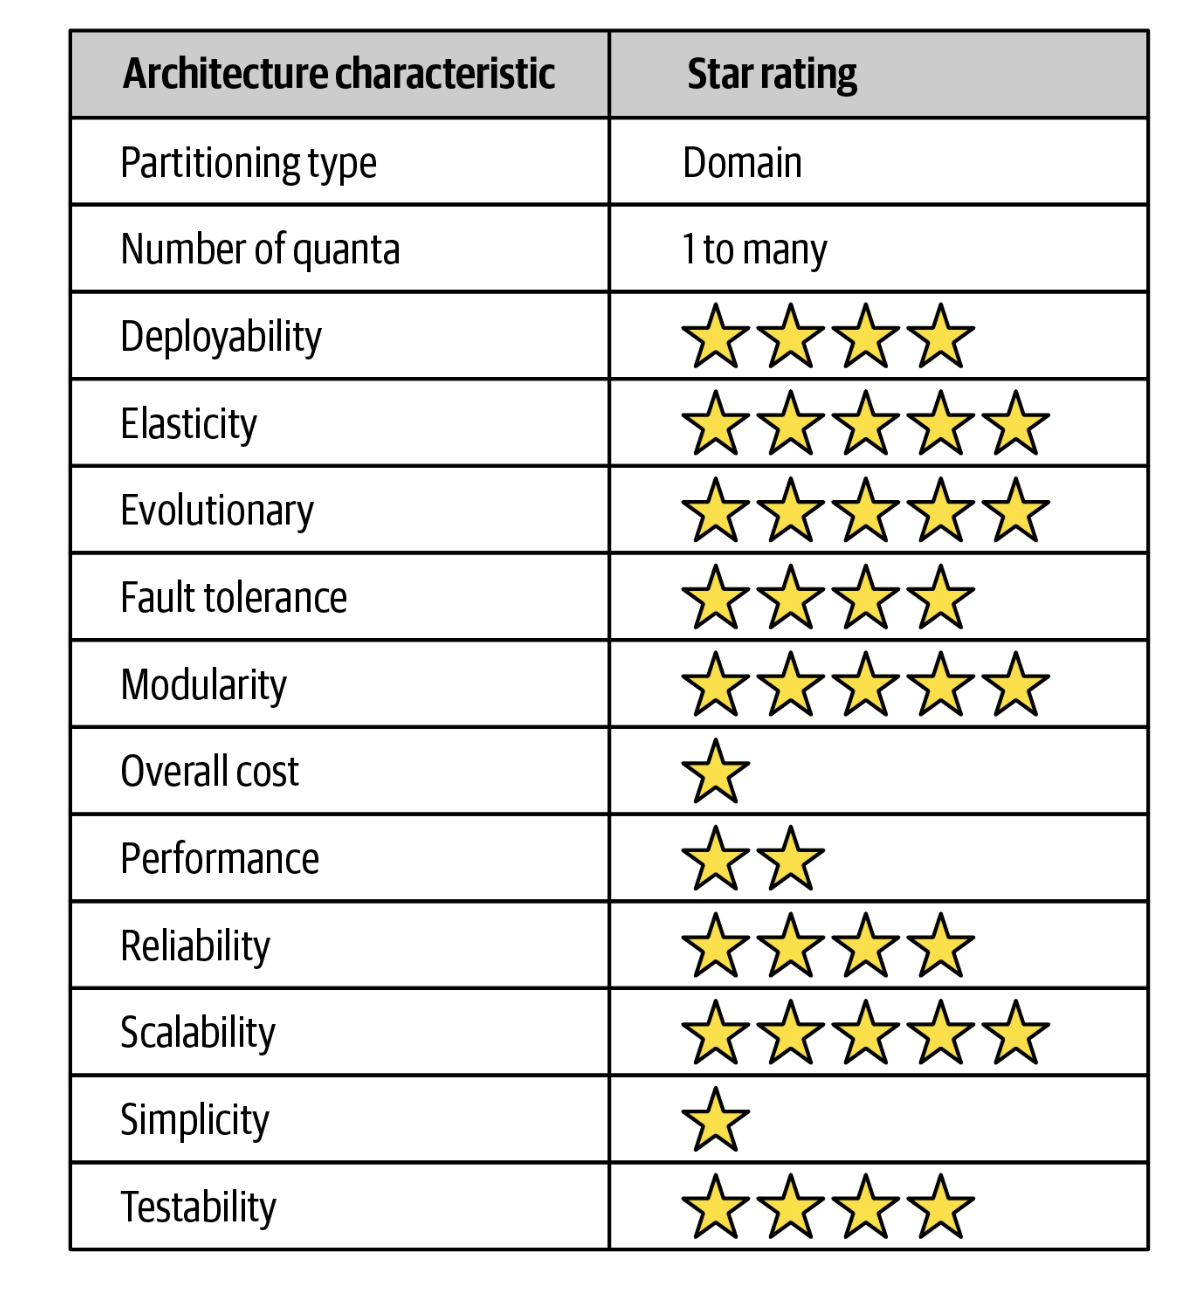 Architecture characteristic Star rating
Partitioning type Domain
Number of quanta 1 to many
Deployability
Elasticity
Evolutionary
Fault tolerance
Modularity
Overall cost
Performance
Reliability
Scalability
Simplicity
Testability